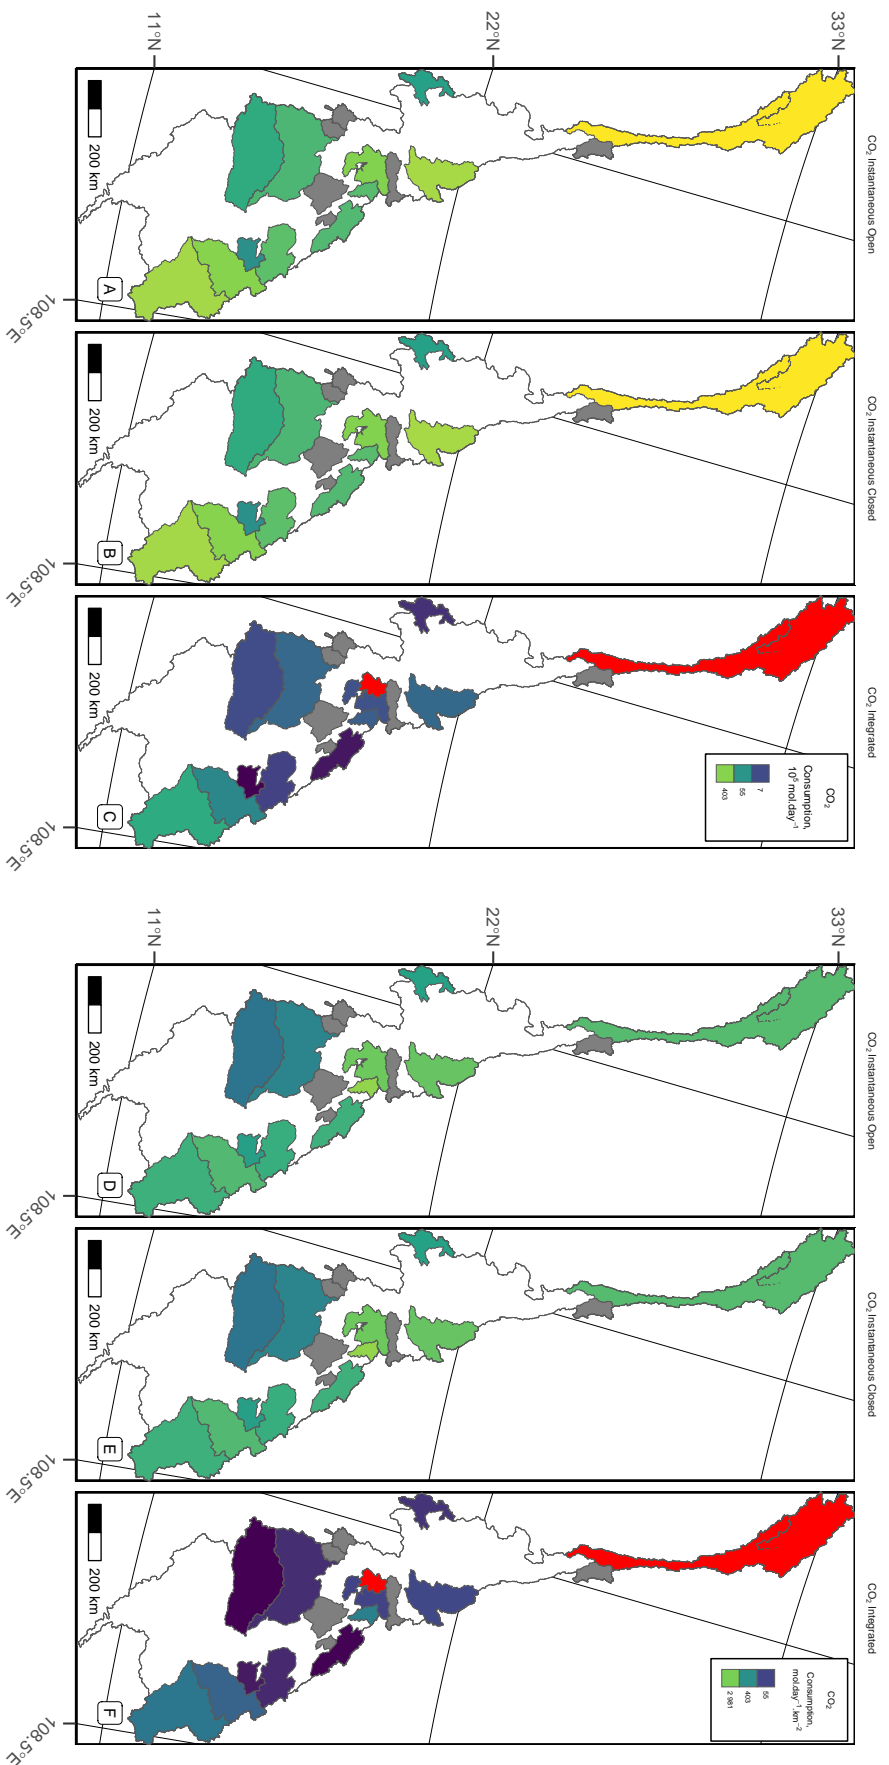 CO₂ Instantaneous Open
CO₂ Instantaneous Closed
CO₂ Integrated
CO₂ Instantaneous Open
CO₂ Instantaneous Closed
CO₂ Integrated
33°N
33°N
CO₂
Consumption,
10⁵ mol.day⁻¹
7
55
403
CO₂
Consumption,
mol.day⁻¹.km⁻²
55
403
2 981
22°N
22°N
11°N
11°N
200 km
A
200 km
B
200 km
C
200 km
D
200 km
E
200 km
F
108.5°E
108.5°E
108.5°E
108.5°E
108.5°E
108.5°E